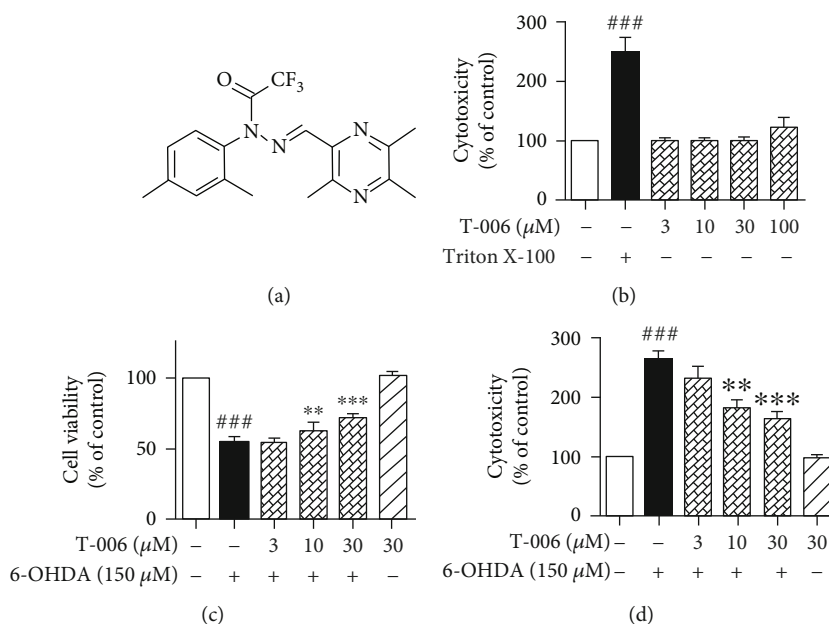 O
CF₃
N
N
N
N
(a)
Cytotoxicity
(% of control)
300
200
100
0
###
T-006 (μM) – – 3 10 30 100
Triton X-100 – + – – – –
(b)
Cell viability
(% of control)
100
50
0
###
**
***
T-006 (μM) – – 3 10 30 30
6-OHDA (150 μM) – + + + + –
(c)
Cytotoxicity
(% of control)
300
200
100
0
###
**
***
T-006 (μM) – – 3 10 30 30
6-OHDA (150 μM) – + + + + –
(d)